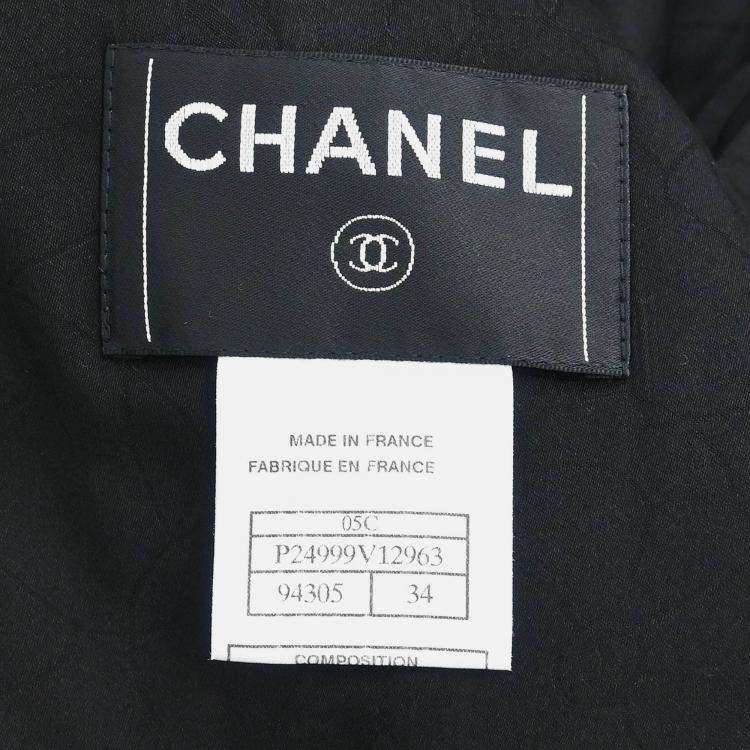 CHANEL
MADE IN FRANCE
FABRIQUE EN FRANCE
05C
P24999V12963
94305 34
COMPOSITION